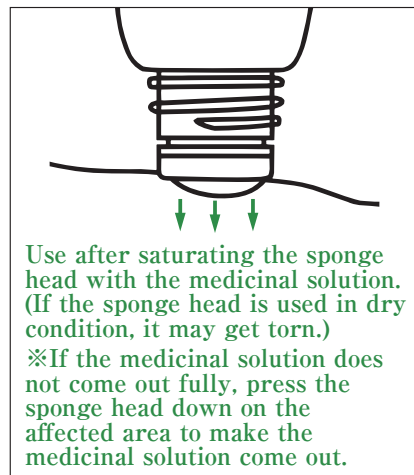 Use after saturating the sponge
head with the medicinal solution.
(If the sponge head is used in dry
condition, it may get torn.)
※If the medicinal solution does
not come out fully, press the
sponge head down on the
affected area to make the
medicinal solution come out.